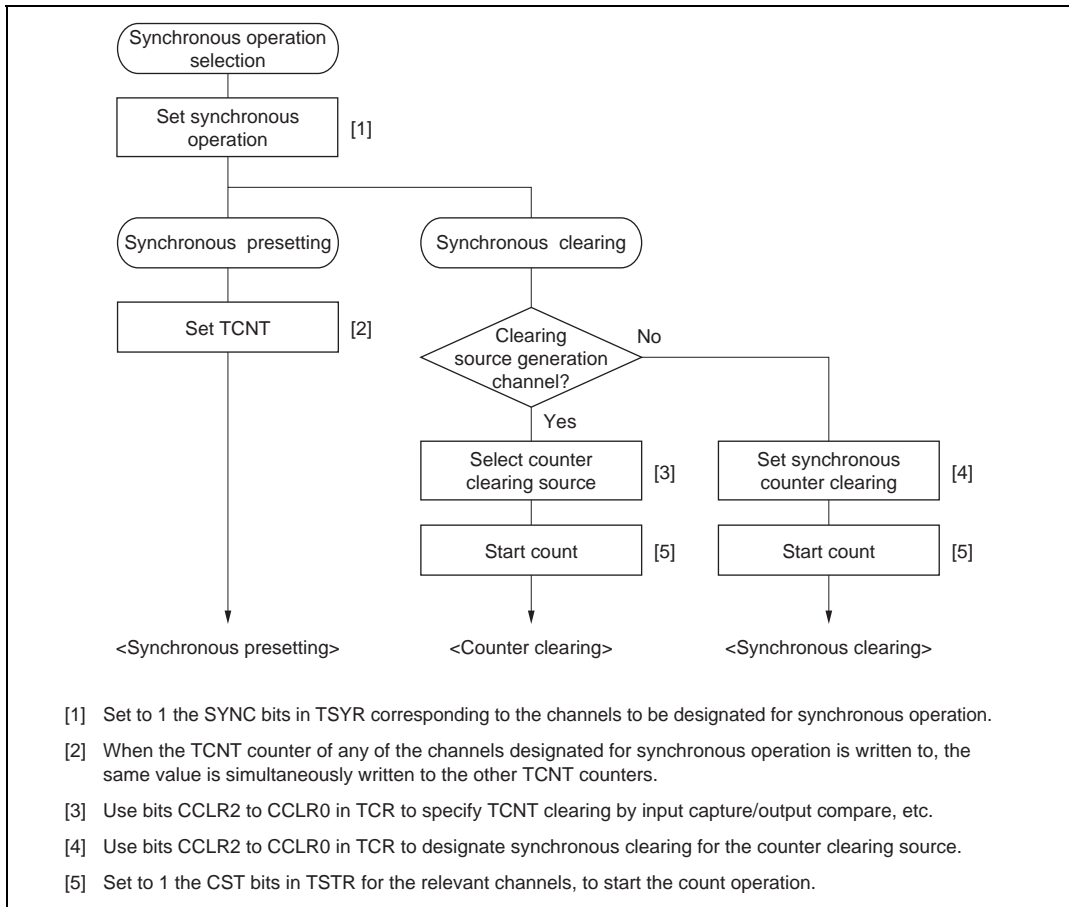 Synchronous operation
selection
Set synchronous
operation
[1]
Synchronous presetting
Synchronous clearing
Set TCNT
[2]
Clearing
source generation
channel?
No
Yes
Select counter
clearing source
[3]
Set synchronous
counter clearing
[4]
Start count
[5]
Start count
[5]
<Synchronous presetting>
<Counter clearing>
<Synchronous clearing>
[1] Set to 1 the SYNC bits in TSYR corresponding to the channels to be designated for synchronous operation.
[2] When the TCNT counter of any of the channels designated for synchronous operation is written to, the
same value is simultaneously written to the other TCNT counters.
[3] Use bits CCLR2 to CCLR0 in TCR to specify TCNT clearing by input capture/output compare, etc.
[4] Use bits CCLR2 to CCLR0 in TCR to designate synchronous clearing for the counter clearing source.
[5] Set to 1 the CST bits in TSTR for the relevant channels, to start the count operation.